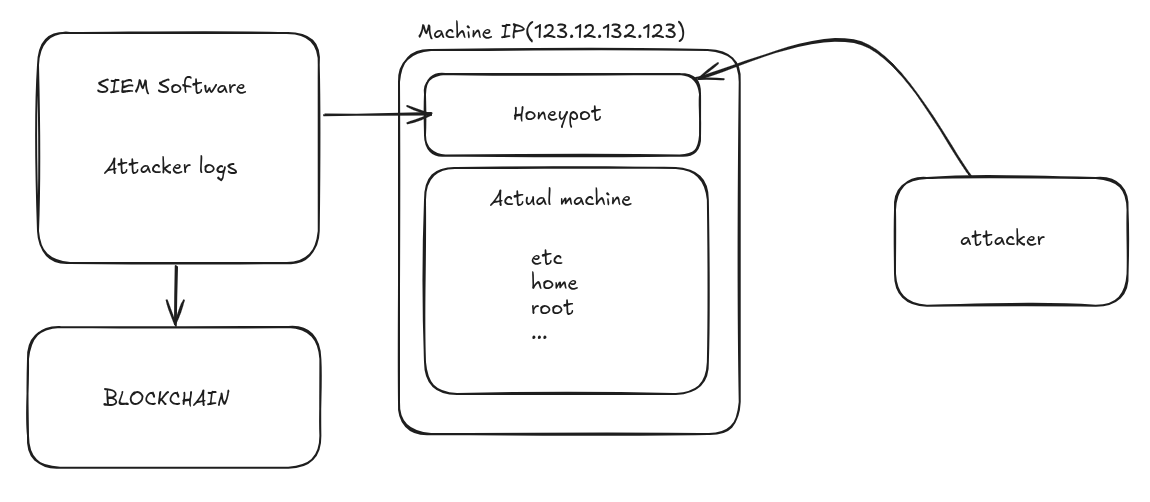 Machine IP(123.12.132.123)
SIEM Software
Attacker logs
Honeypot
Actual machine
etc
home
root
...
attacker
BLOCKCHAIN